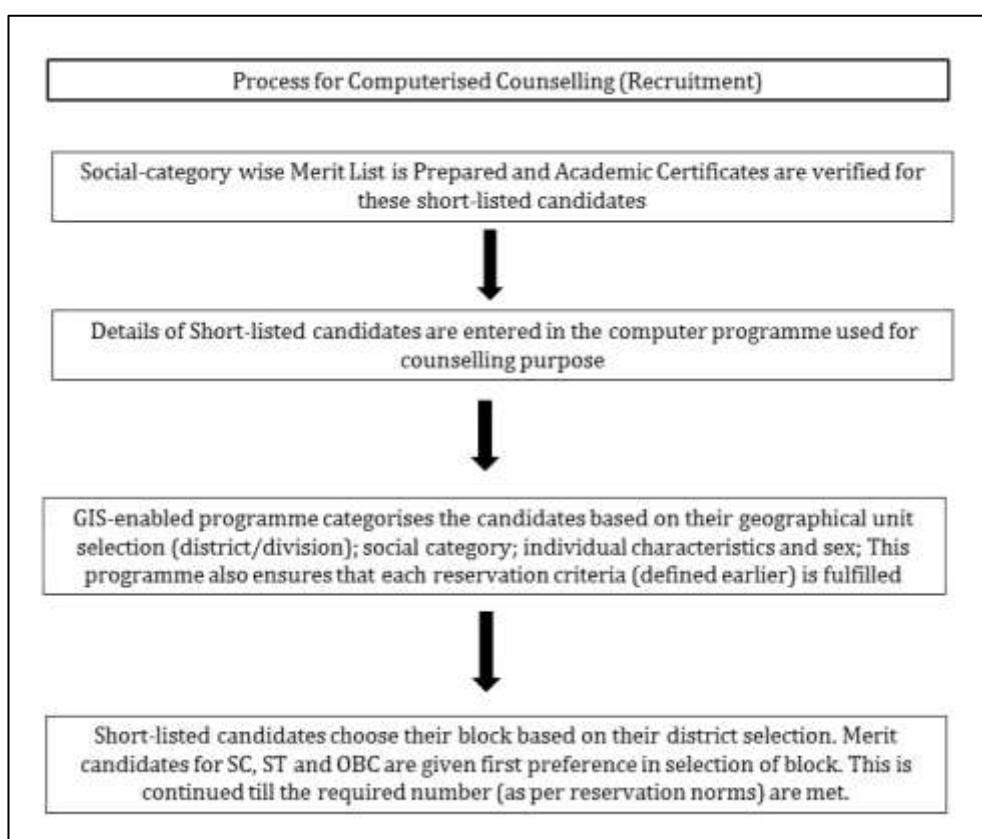 Process for Computerised Counselling (Recruitment)
Social-category wise Merit List is Prepared and Academic Certificates are verified for
these short-listed candidates
Details of Short-listed candidates are entered in the computer programme used for
counselling purpose
GIS-enabled programme categorises the candidates based on their geographical unit
selection (district/division); social category; individual characteristics and sex; This
programme also ensures that each reservation criteria (defined earlier) is fulfilled
Short-listed candidates choose their block based on their district selection. Merit
candidates for SC, ST and OBC are given first preference in selection of block. This is
continued till the required number (as per reservation norms) are met.